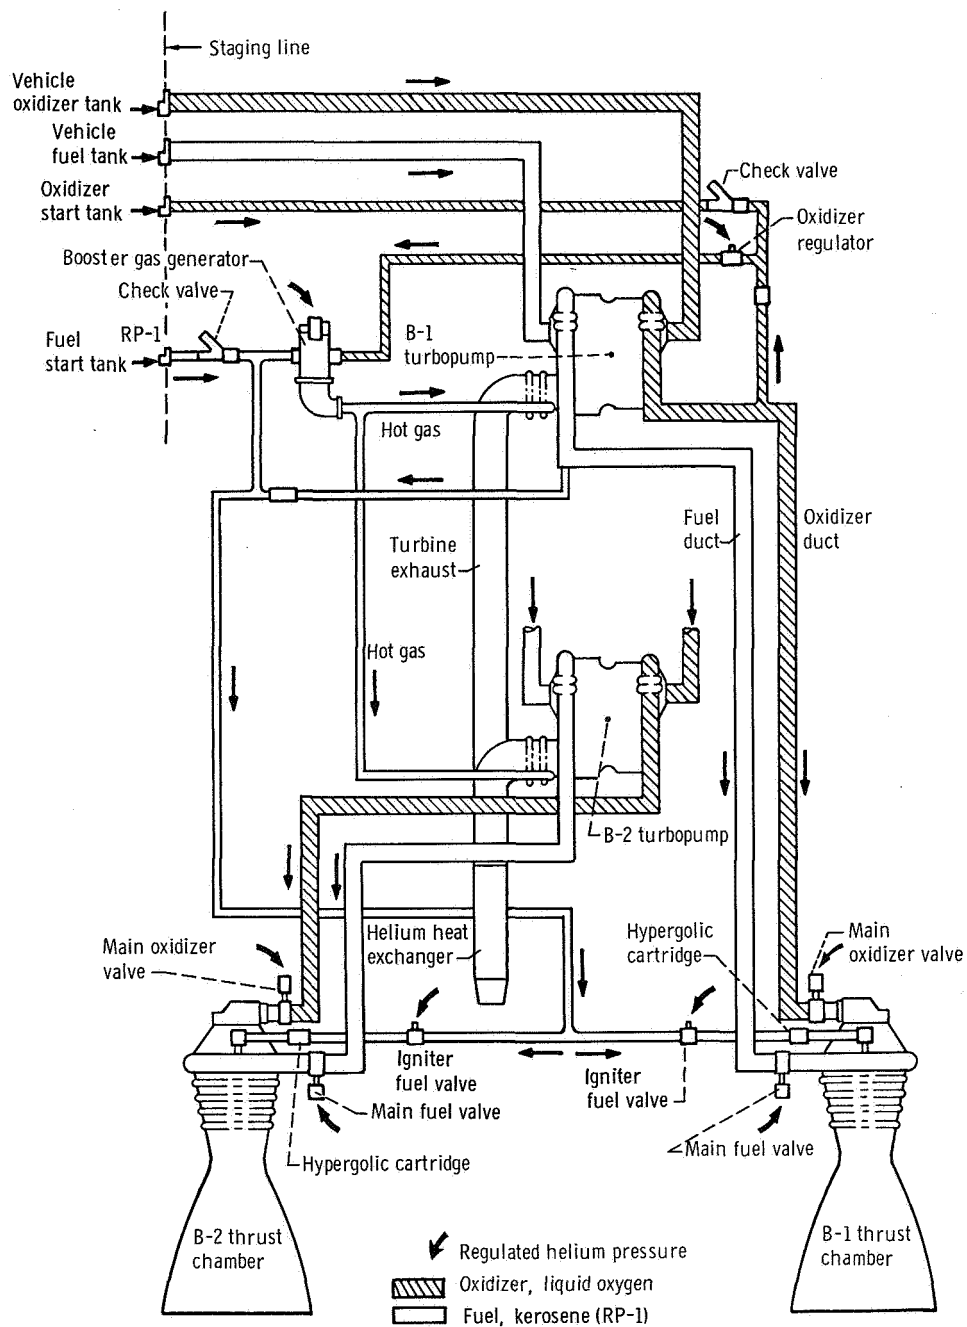 Staging line
Vehicle
oxidizer tank
Vehicle
fuel tank
Oxidizer
start tank
Check valve
Oxidizer
regulator
Booster gas generator
Check valve
RP-1
Fuel
start tank
B-1
turbopump
Hot gas
Turbine
exhaust
Fuel
duct
Oxidizer
duct
Hot gas
B-2 turbopump
Main oxidizer
valve
Helium heat
exchanger
Hypergolic
cartridge
Main
oxidizer valve
Igniter
fuel valve
Igniter
fuel valve
Main fuel valve
Main fuel valve
Hypergolic cartridge
B-2 thrust
chamber
B-1 thrust
chamber
Regulated helium pressure
Oxidizer, liquid oxygen
Fuel, kerosene (RP-1)